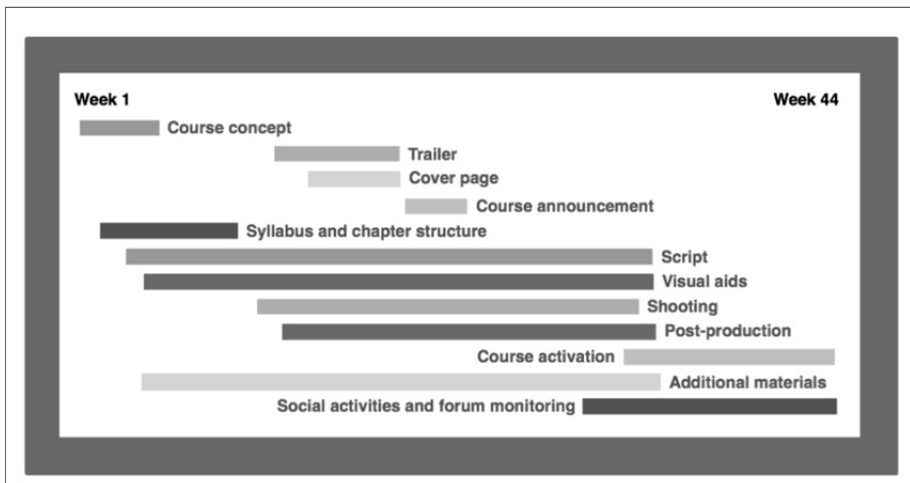 Week 1
Week 44
Course concept
Trailer
Cover page
Course announcement
Syllabus and chapter structure
Script
Visual aids
Shooting
Post-production
Course activation
Additional materials
Social activities and forum monitoring